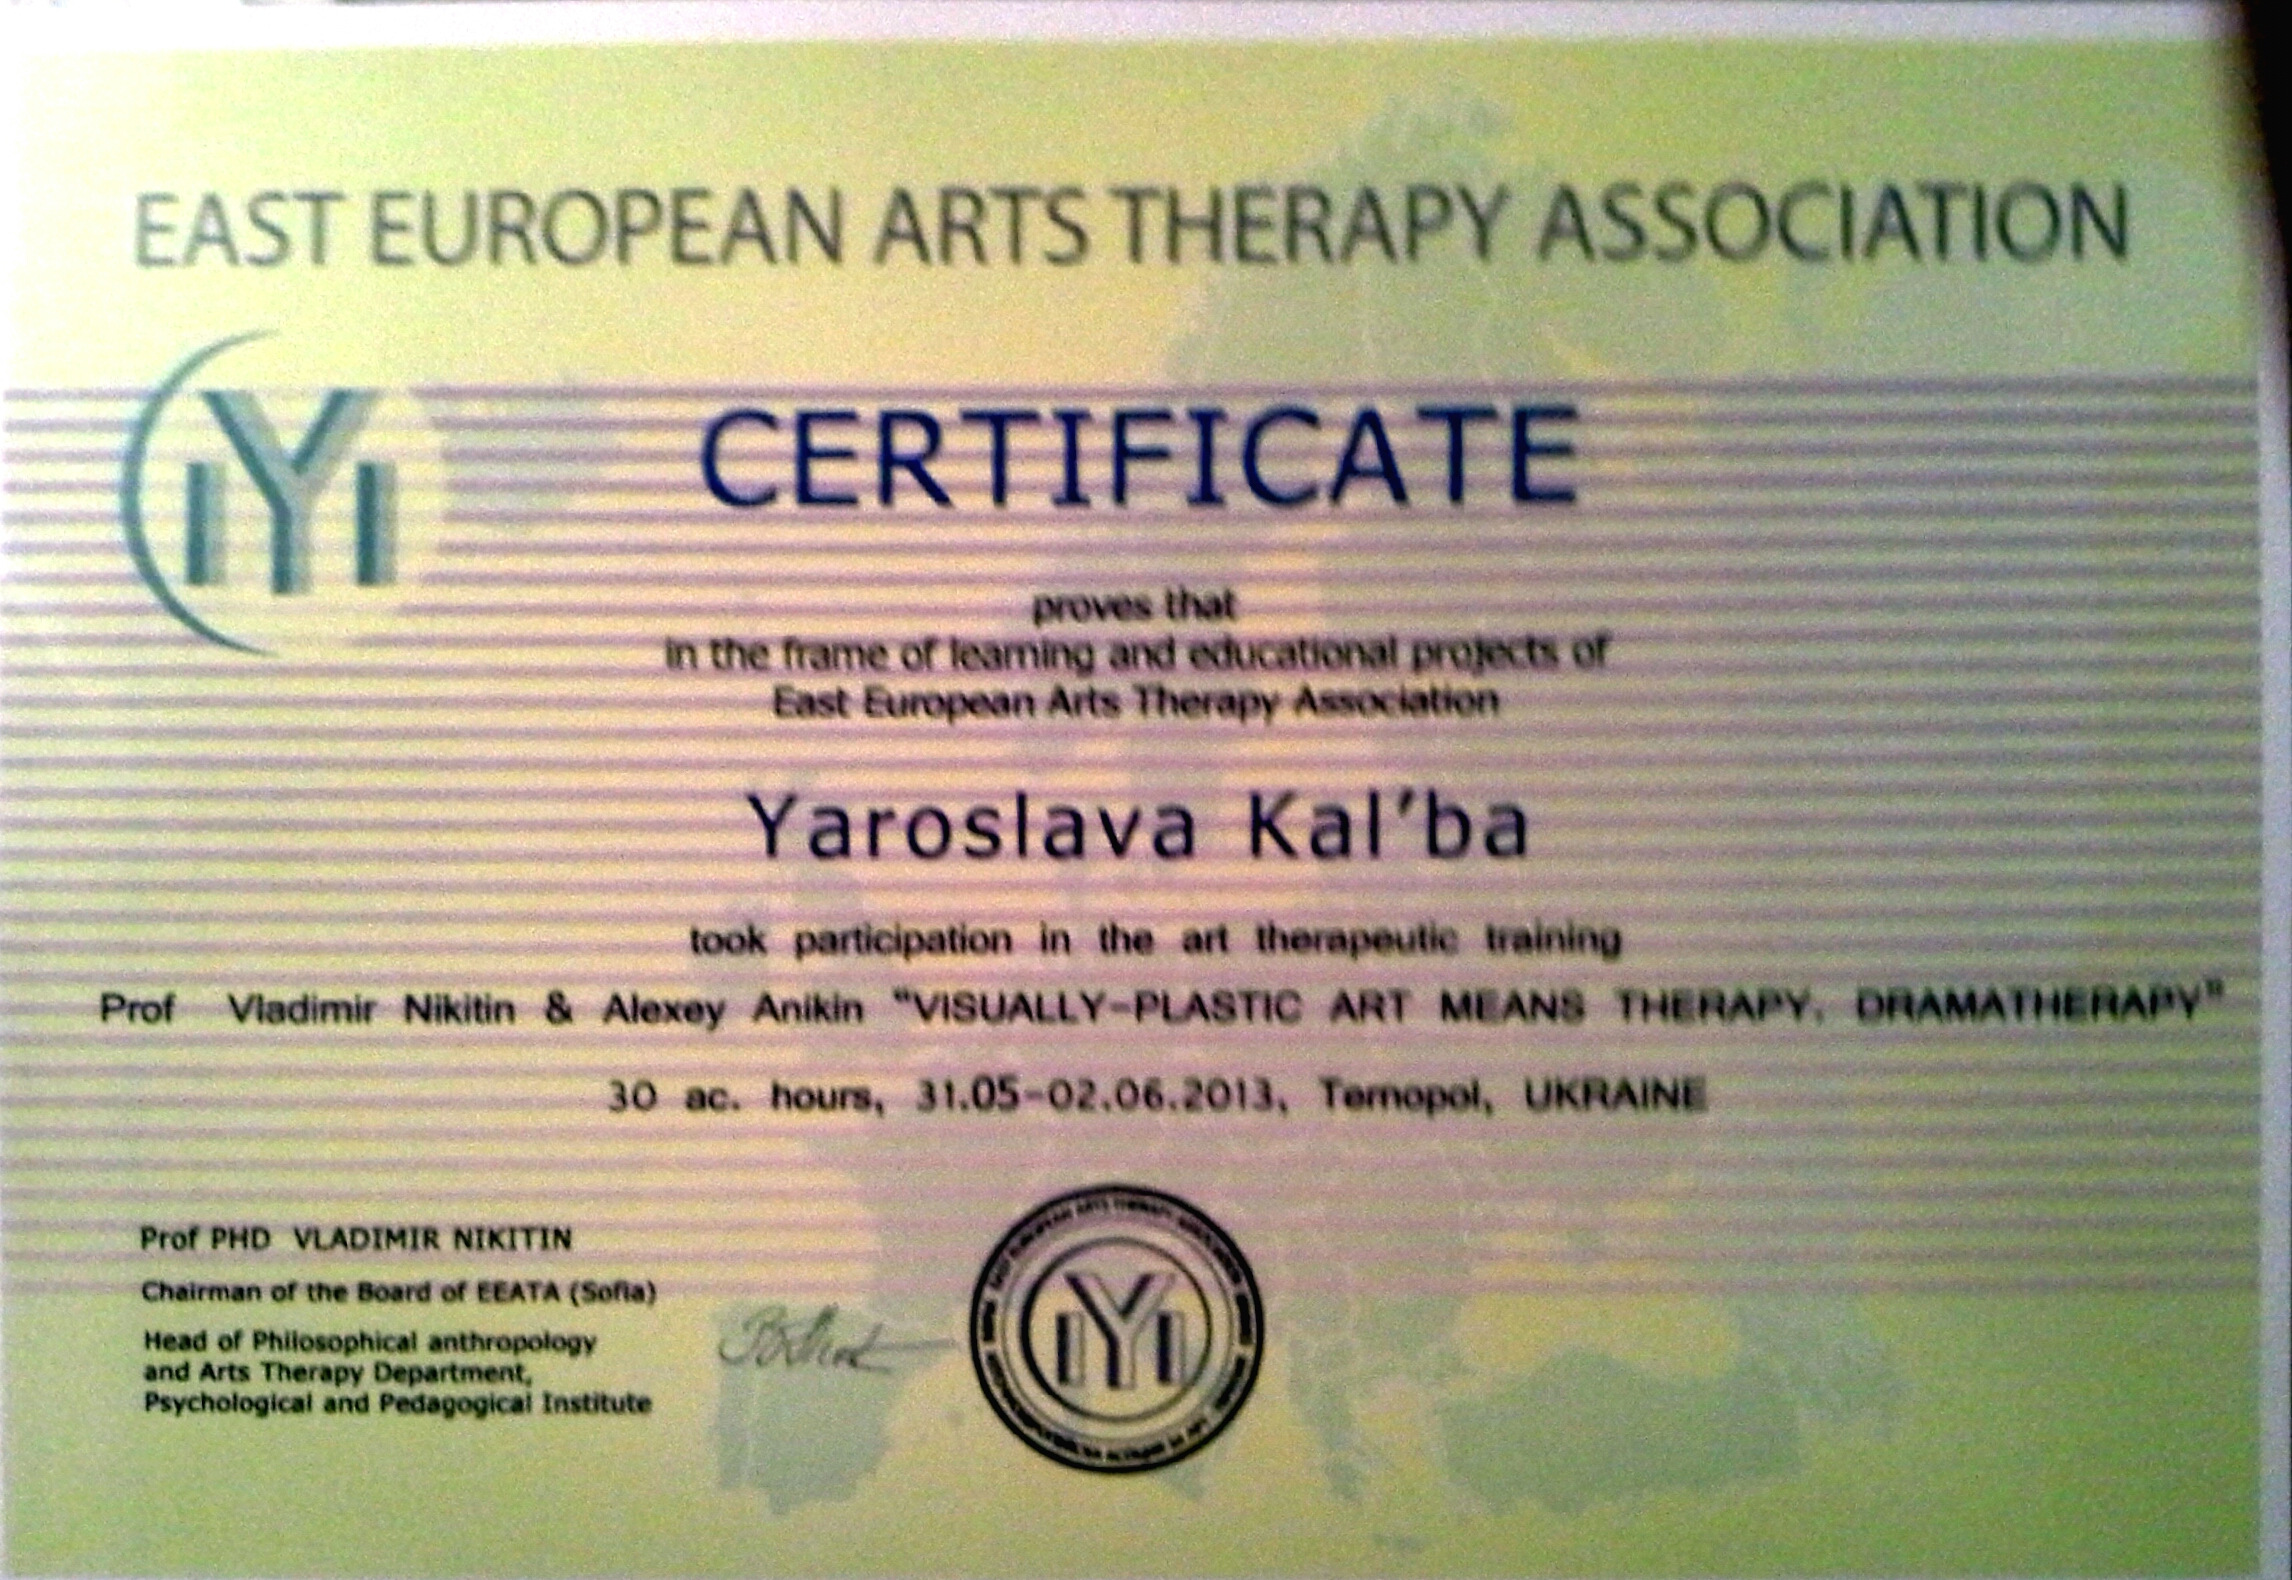 EAST EUROPEAN ARTS THERAPY ASSOCIATION
CERTIFICATE
proves that
in the frame of learning and educational projects of
East European Arts Therapy Association
Yaroslava Kal'ba
took participation in the art therapeutic training
Prof Vladimir Nikitin & Alexey Anikin "VISUALLY-PLASTIC ART MEANS THERAPY. DRAMATHERAPY"
30 ac. hours, 31.05-02.06.2013, Ternopol, UKRAINE
Prof PHD VLADIMIR NIKITIN
Chairman of the Board of EEATA (Sofia)
Head of Philosophical anthropology
and Arts Therapy Department,
Psychological and Pedagogical Institute